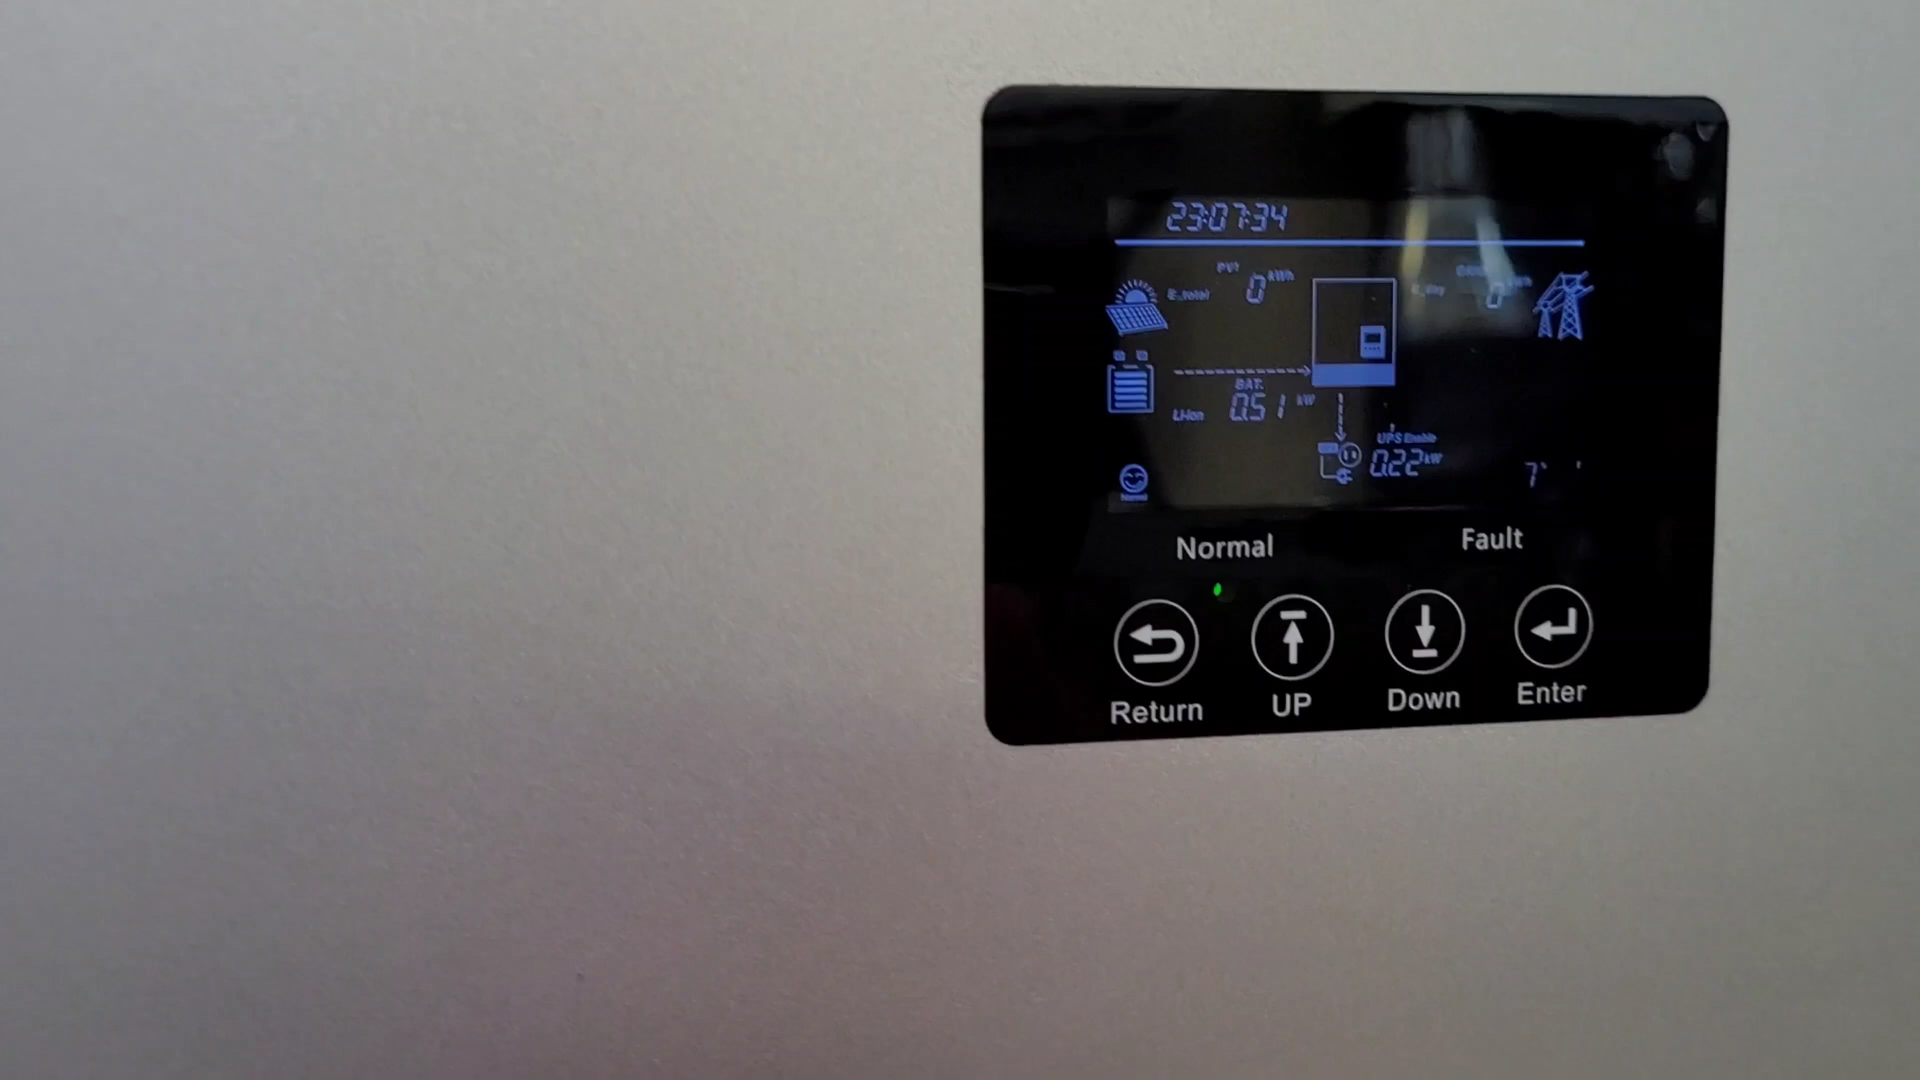 23:07:34
PV1
E_total 0 kWh
E_day 0 kWh
BAT.
Li-ion 0.51 kW
UPS Enable
0.22 kW
Normal
Normal Fault
Return UP Down Enter